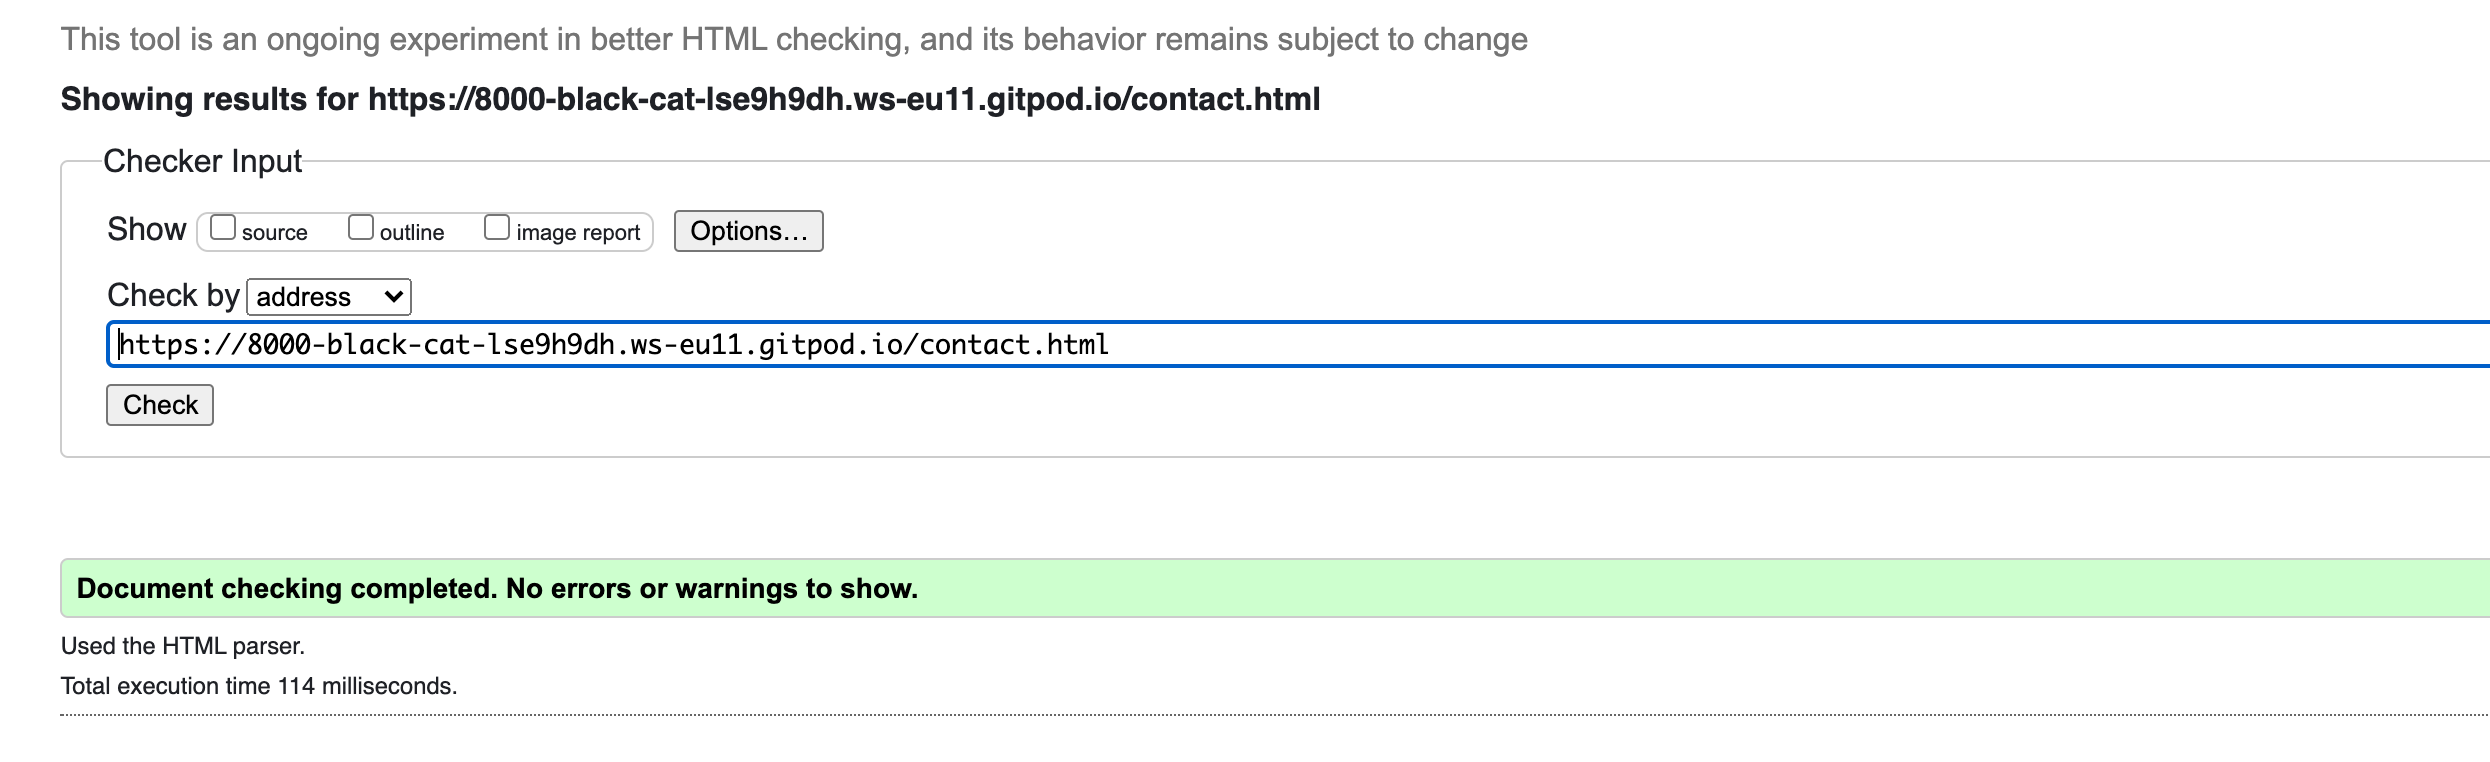 This tool is an ongoing experiment in better HTML checking, and its behavior remains subject to change
Showing results for https://8000-black-cat-lse9h9dh.ws-eu11.gitpod.io/contact.html
Checker Input
Show source outline image report Options...
Check by address
https://8000-black-cat-lse9h9dh.ws-eu11.gitpod.io/contact.html
Check
Document checking completed. No errors or warnings to show.
Used the HTML parser.
Total execution time 114 milliseconds.